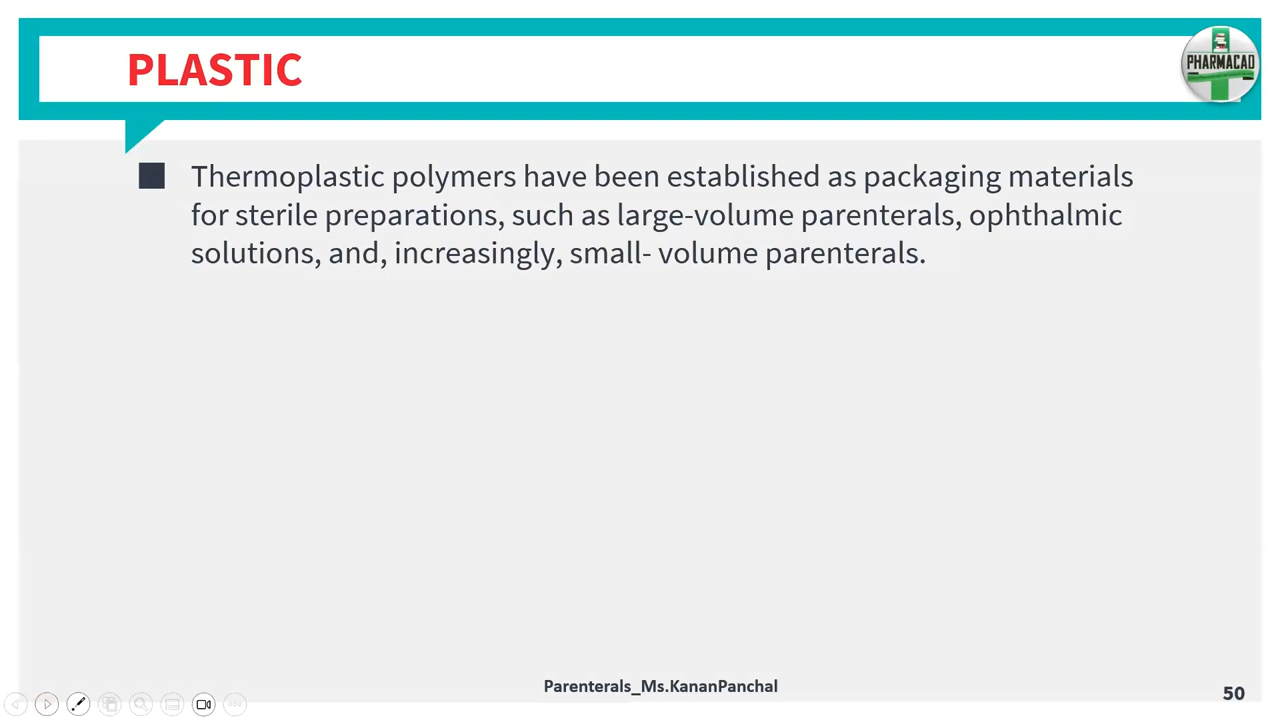 PLASTIC
PHARMACAD
Thermoplastic polymers have been established as packaging materials
for sterile preparations, such as large-volume parenterals, ophthalmic
solutions, and, increasingly, small- volume parenterals.
Parenterals_Ms.KananPanchal
50